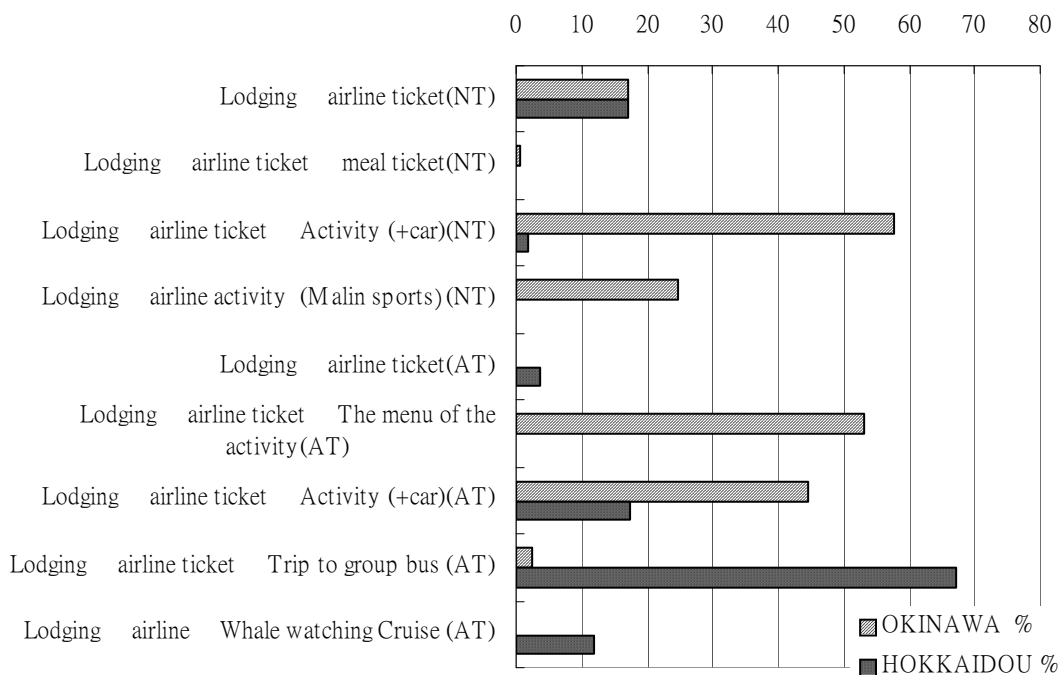 0 10 20 30 40 50 60 70 80
Lodging airline ticket(NT)
Lodging airline ticket meal ticket(NT)
Lodging airline ticket Activity (+car)(NT)
Lodging airline activity (Malin sports) (NT)
Lodging airline ticket(AT)
Lodging airline ticket The menu of the
activity(AT)
Lodging airline ticket Activity (+car)(AT)
Lodging airline ticket Trip to group bus (AT)
Lodging airline Whale watching Cruise (AT)
OKINAWA %
HOKKAIDOU %